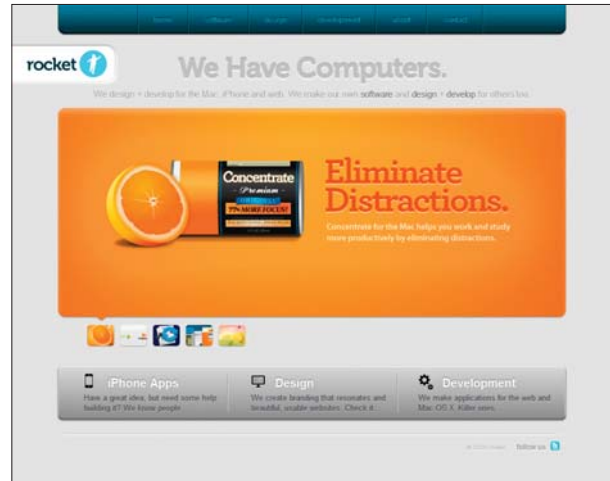 home software design development about contact
rocket
We Have Computers.
We design + develop for the Mac, iPhone and web. We make our own software and design + develop for others too.
Concentrate
Premium
ORIGINAL
77% MORE FOCUS!
Eliminate
Distractions.
Concentrate for the Mac helps you work and study
more productively by eliminating distractions.
iPhone Apps
Have a great idea, but need some help
building it? We know people
Design
We create branding that resonates and
beautiful, usable websites. Check it...
Development
We make applications for the web and
Mac OS X. Killer ones.
follow us